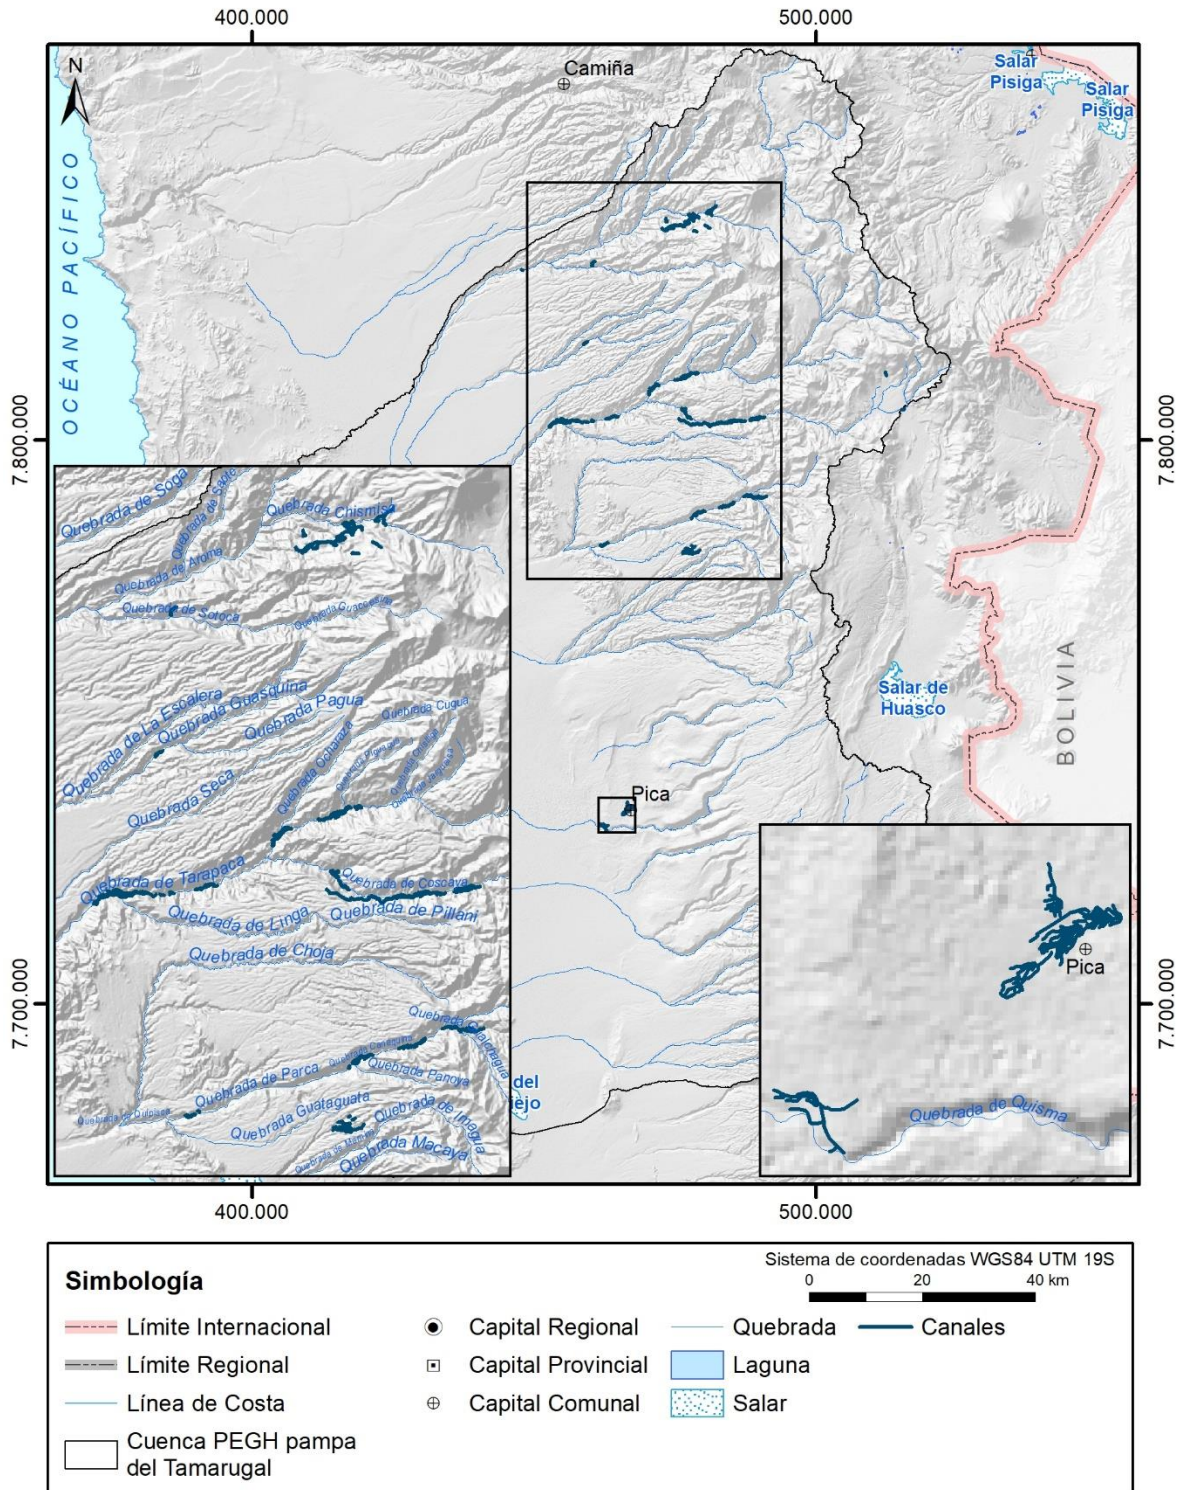 400.000
500.000
N
Camiña
Salar
Pisiga
Salar
Pisiga
OCÉANO PACÍFICO
7.800.000
7.800.000
Quebrada de Soga
Quebrada Chismisa
Quebrada de Aroma
Quebrada de Sotoca
Quebrada de La Escalera
Quebrada Guasquina
Quebrada Pagua
Quebrada Cugua
Quebrada Ocharaza
Quebrada Seca
Quebrada de Tarapaca
Quebrada de Coscaya
Quebrada de Linga
Quebrada de Pillani
Quebrada de Choja
Quebrada de Parca
Quebrada Panoya
Quebrada Guataguata
Quebrada de Imagua
Quebrada Macaya
Salar de
Huasco
BOLIVIA
Pica
del
iejo
Pica
Quebrada de Quisma
7.700.000
7.700.000
400.000
500.000
Simbología
Sistema de coordenadas WGS84 UTM 19S
0 20 40 km
Límite Internacional
Límite Regional
Línea de Costa
Cuenca PEGH pampa
del Tamarugal
Capital Regional
Capital Provincial
Capital Comunal
Quebrada
Laguna
Salar
Canales